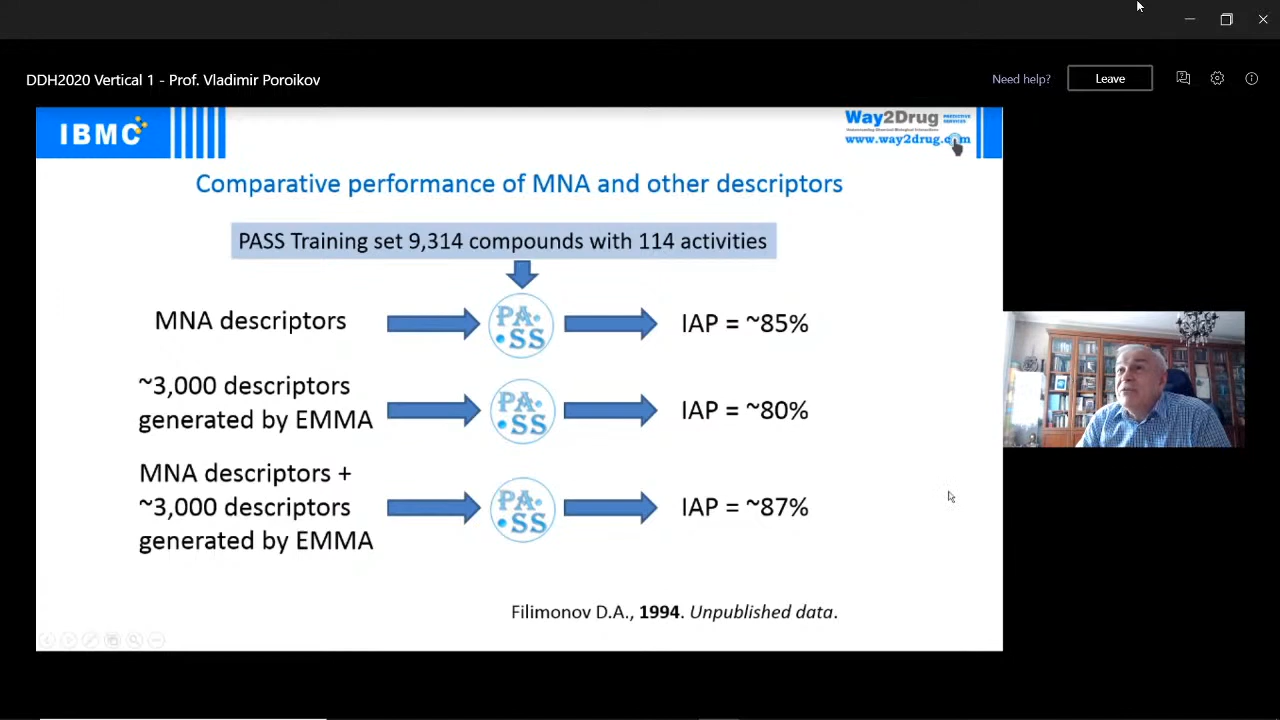 DDH2020 Vertical 1 - Prof. Vladimir Poroikov
Need help?
Leave
IBMC
Way2Drug PREDICTIVE SERVICES
www.way2drug.com
Comparative performance of MNA and other descriptors
PASS Training set 9,314 compounds with 114 activities
MNA descriptors
PA
SS
IAP = ~85%
~3,000 descriptors
generated by EMMA
PA
SS
IAP = ~80%
MNA descriptors +
~3,000 descriptors
generated by EMMA
PA
SS
IAP = ~87%
Filimonov D.A., 1994. Unpublished data.